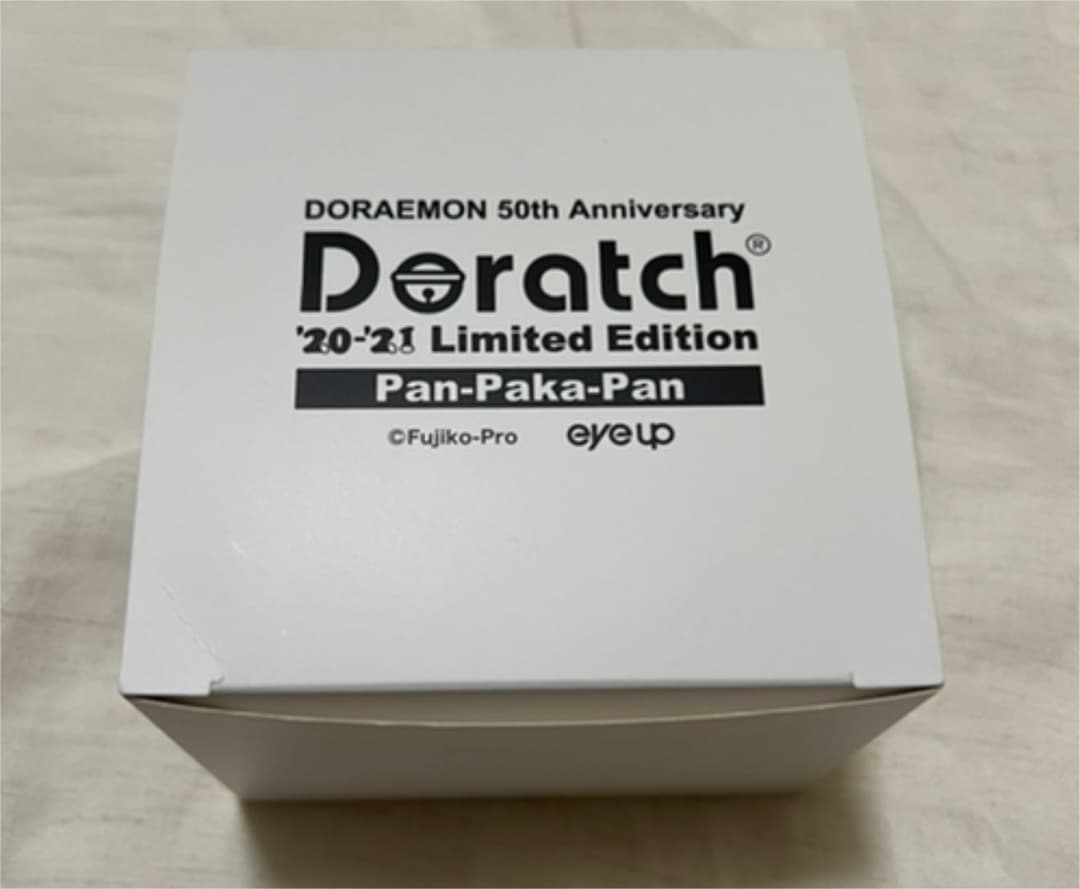 DORAEMON 50th Anniversary
Doratch®
'20-'21 Limited Edition
Pan-Paka-Pan
©Fujiko-Pro eyeup